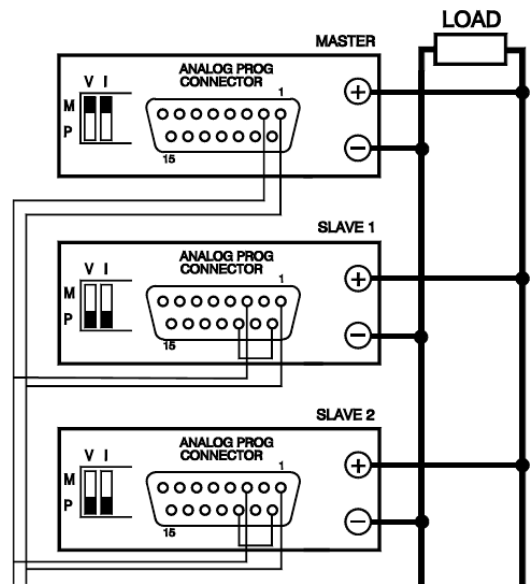 LOAD
MASTER
ANALOG PROG
CONNECTOR
V I
1
M
P
15
SLAVE 1
ANALOG PROG
CONNECTOR
V I
1
M
P
15
SLAVE 2
ANALOG PROG
CONNECTOR
V I
1
M
P
15